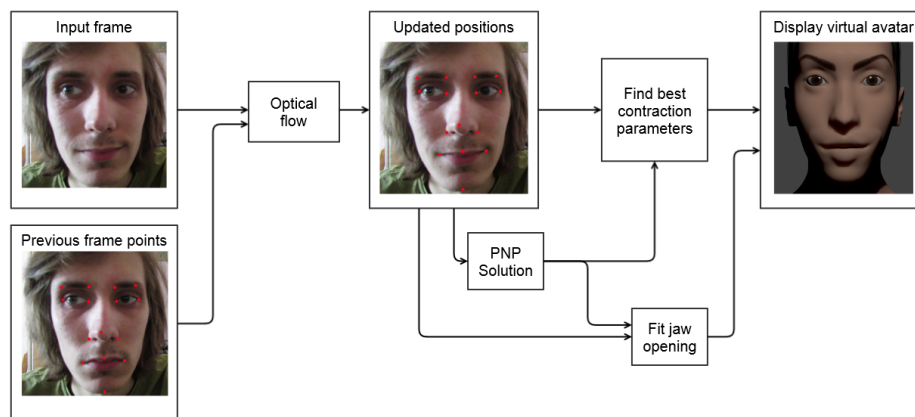 Input frame
Updated positions
Display virtual avatar
Optical
flow
Find best
contraction
parameters
Previous frame points
PNP
Solution
Fit jaw
opening